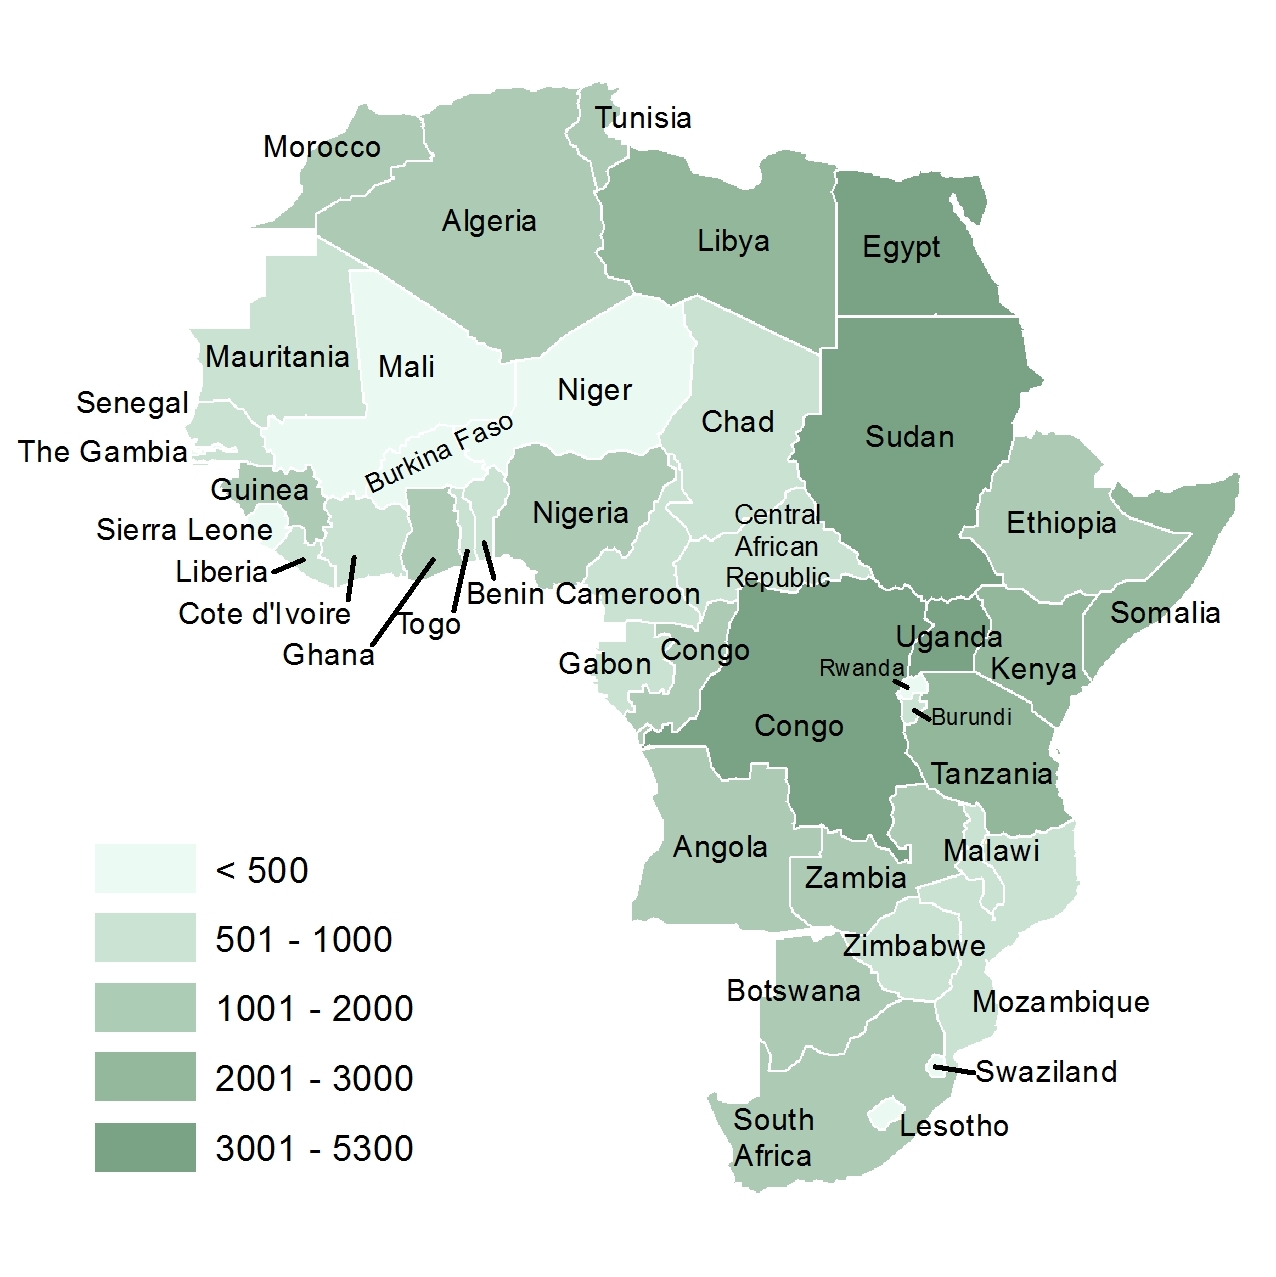 Tunisia
Morocco
Algeria
Libya
Egypt
Mauritania
Mali
Niger
Senegal
Chad
Sudan
The Gambia
Burkina Faso
Guinea
Nigeria
Central
African
Republic
Ethiopia
Sierra Leone
Liberia
Benin
Cameroon
Cote d'Ivoire
Togo
Somalia
Ghana
Uganda
Gabon
Congo
Rwanda
Kenya
Burundi
Congo
Tanzania
Angola
Malawi
Zambia
Zimbabwe
Botswana
Mozambique
Swaziland
South
Africa
Lesotho
< 500
501 - 1000
1001 - 2000
2001 - 3000
3001 - 5300